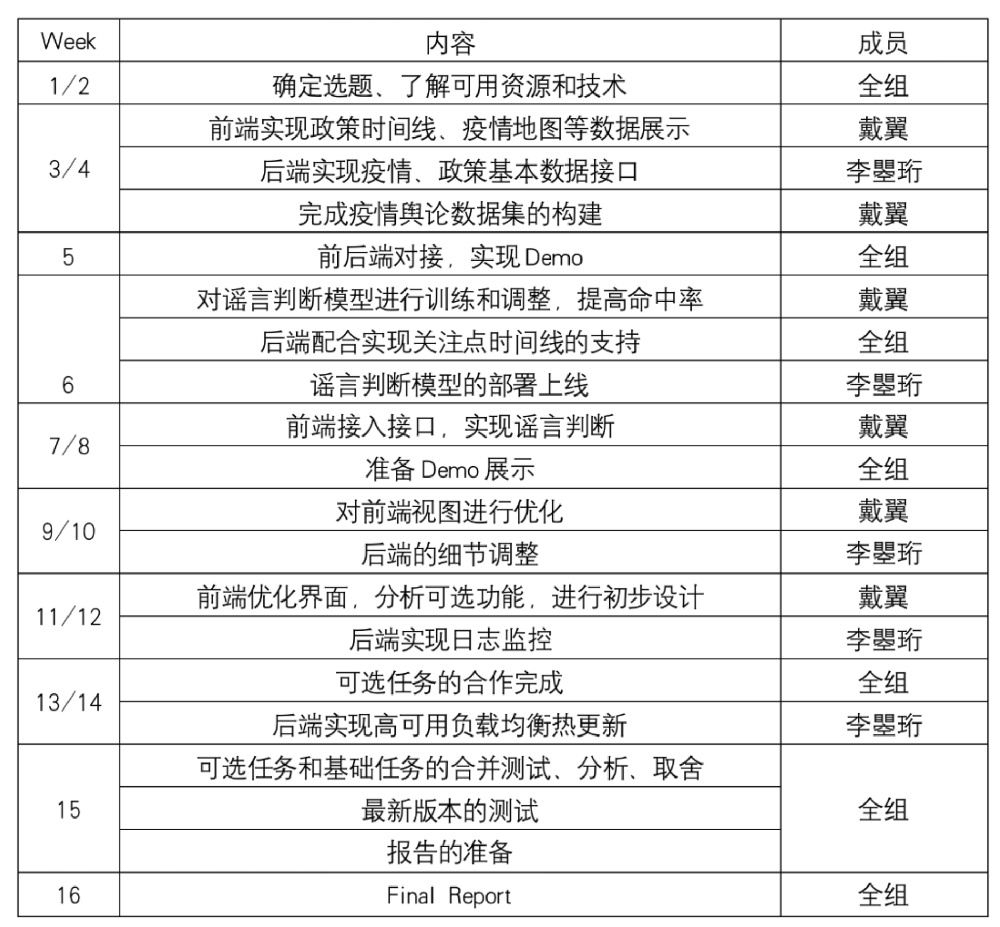 Week 内容 成员
1/2 确定选题、了解可用资源和技术 全组
前端实现政策时间线、疫情地图等数据展示 戴翼
3/4 后端实现疫情、政策基本数据接口 李曌珩
完成疫情舆论数据集的构建 戴翼
5 前后端对接，实现 Demo 全组
对谣言判断模型进行训练和调整，提高命中率 戴翼
后端配合实现关注点时间线的支持 全组
6 谣言判断模型的部署上线 李曌珩
7/8 前端接入接口，实现谣言判断 戴翼
准备 Demo 展示 全组
9/10 对前端视图进行优化 戴翼
后端的细节调整 李曌珩
11/12 前端优化界面，分析可选功能，进行初步设计 戴翼
后端实现日志监控 李曌珩
13/14 可选任务的合作完成 全组
后端实现高可用负载均衡热更新 李曌珩
可选任务和基础任务的合并测试、分析、取舍
15 最新版本的测试 全组
报告的准备
16 Final Report 全组